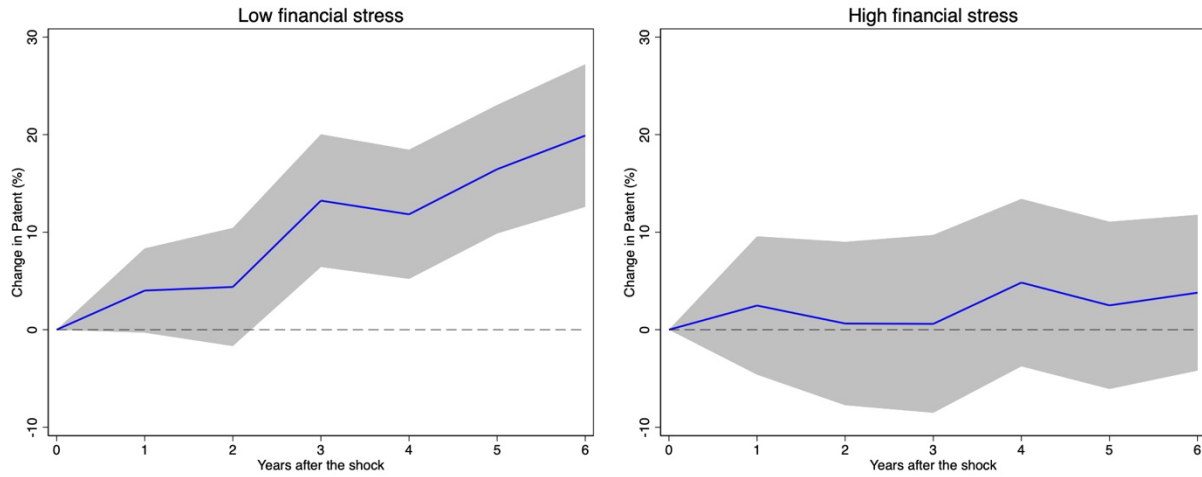 Low financial stress
Change in Patent (%)
30
20
10
0
-10
0 1 2 3 4 5 6
Years after the shock
High financial stress
Change in Patent (%)
30
20
10
0
-10
0 1 2 3 4 5 6
Years after the shock